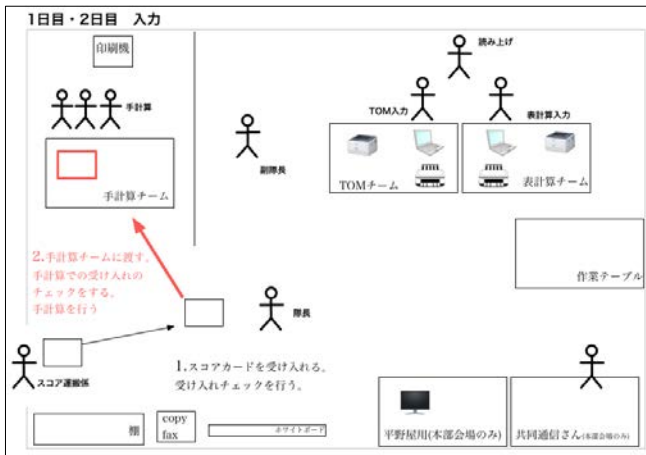 1日目・2日目　入力
印刷機
読み上げ
手計算
TOM入力
表計算入力
副隊長
手計算チーム
TOMチーム
表計算チーム
2.手計算チームに渡す。
手計算での受け入れの
チェックをする。
手計算を行う
作業テーブル
隊長
スコア運搬係
1.スコアカードを受け入れる。
受け入れチェックを行う。
棚
copy
fax
ホワイトボード
平野屋用(本部会場のみ)
共同通信さん(本部会場のみ)